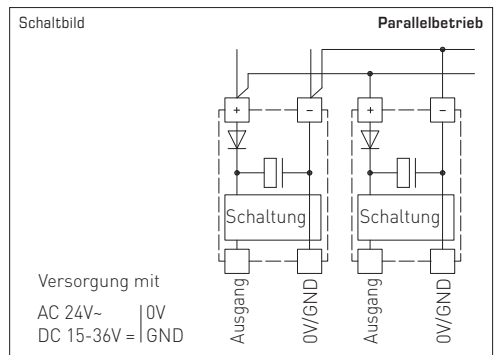 Schaltbild
Parallelbetrieb
+ − + −
Schaltung Schaltung
Versorgung mit
AC 24V~ | 0V
DC 15-36V = | GND
Ausgang
0V/GND
Ausgang
0V/GND